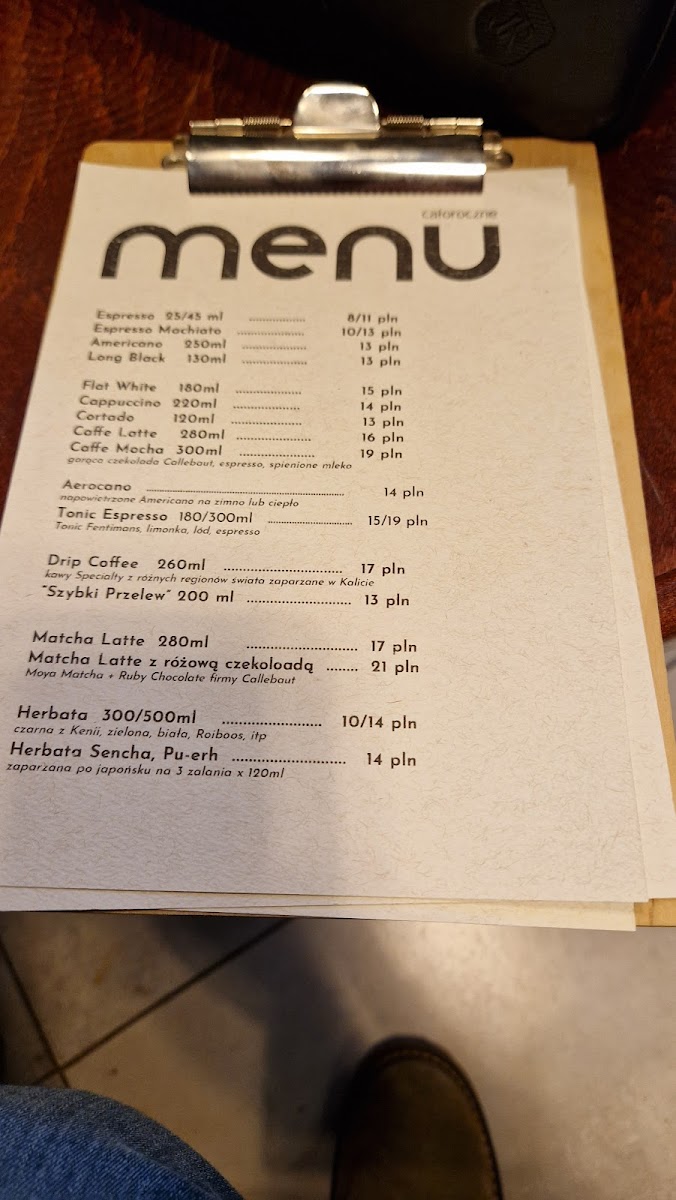 całoroczne
menu
Espresso 25/45 ml ................ 8/11 pln
Espresso Machiato ................ 10/13 pln
Americano 250ml ................ 13 pln
Long Black 130ml ................ 13 pln
Flat White 180ml ................ 15 pln
Cappuccino 220ml ................ 14 pln
Cortado 120ml ................ 13 pln
Caffe Latte 280ml ................ 16 pln
Caffe Mocha 300ml ................ 19 pln
gorąca czekolada Callebaut, espresso, spienione mleko
Aerocano ................ 14 pln
napowietrzone Americano na zimno lub ciepło
Tonic Espresso 180/300ml ................ 15/19 pln
Tonic Fentimans, limonka, lód, espresso
Drip Coffee 260ml ................ 17 pln
kawy Specialty z różnych regionów świata zaparzane w Kalicie
"Szybki Przelew" 200 ml ................ 13 pln
Matcha Latte 280ml ................ 17 pln
Matcha Latte z różową czekoloadą ........ 21 pln
Moya Matcha + Ruby Chocolate firmy Callebaut
Herbata 300/500ml ................ 10/14 pln
czarna z Kenii, zielona, biała, Roiboos, itp
Herbata Sencha, Pu-erh ................ 14 pln
zaparzana po japońsku na 3 zalania x 120ml